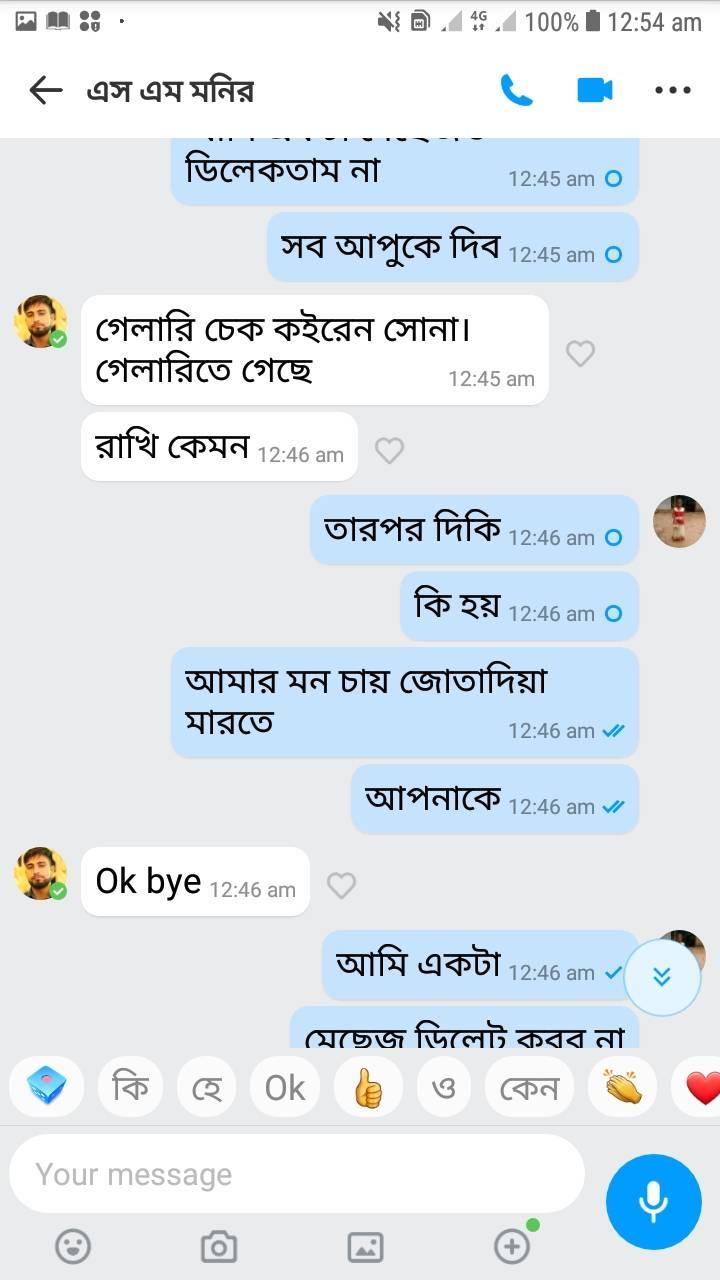 4G 100% 12:54 am
এস এম মনির
ডিলেকতাম না 12:45 am
সব আপুকে দিব 12:45 am
গেলারি চেক কইরেন সোনা।
গেলারিতে গেছে 12:45 am
রাখি কেমন 12:46 am
তারপর দিকি 12:46 am
কি হয় 12:46 am
আমার মন চায় জোতাদিয়া
মারতে 12:46 am
আপনাকে 12:46 am
Ok bye 12:46 am
আমি একটা 12:46 am
মেছেজ ডিলেট করব না
কি হে Ok ও কেন
Your message